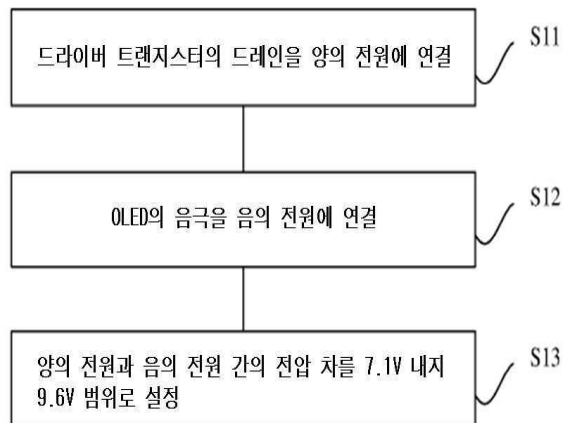 드라이버 트랜지스터의 드레인을 양의 전원에 연결
S11
OLED의 음극을 음의 전원에 연결
S12
양의 전원과 음의 전원 간의 전압 차를 7.1V 내지
9.6V 범위로 설정
S13